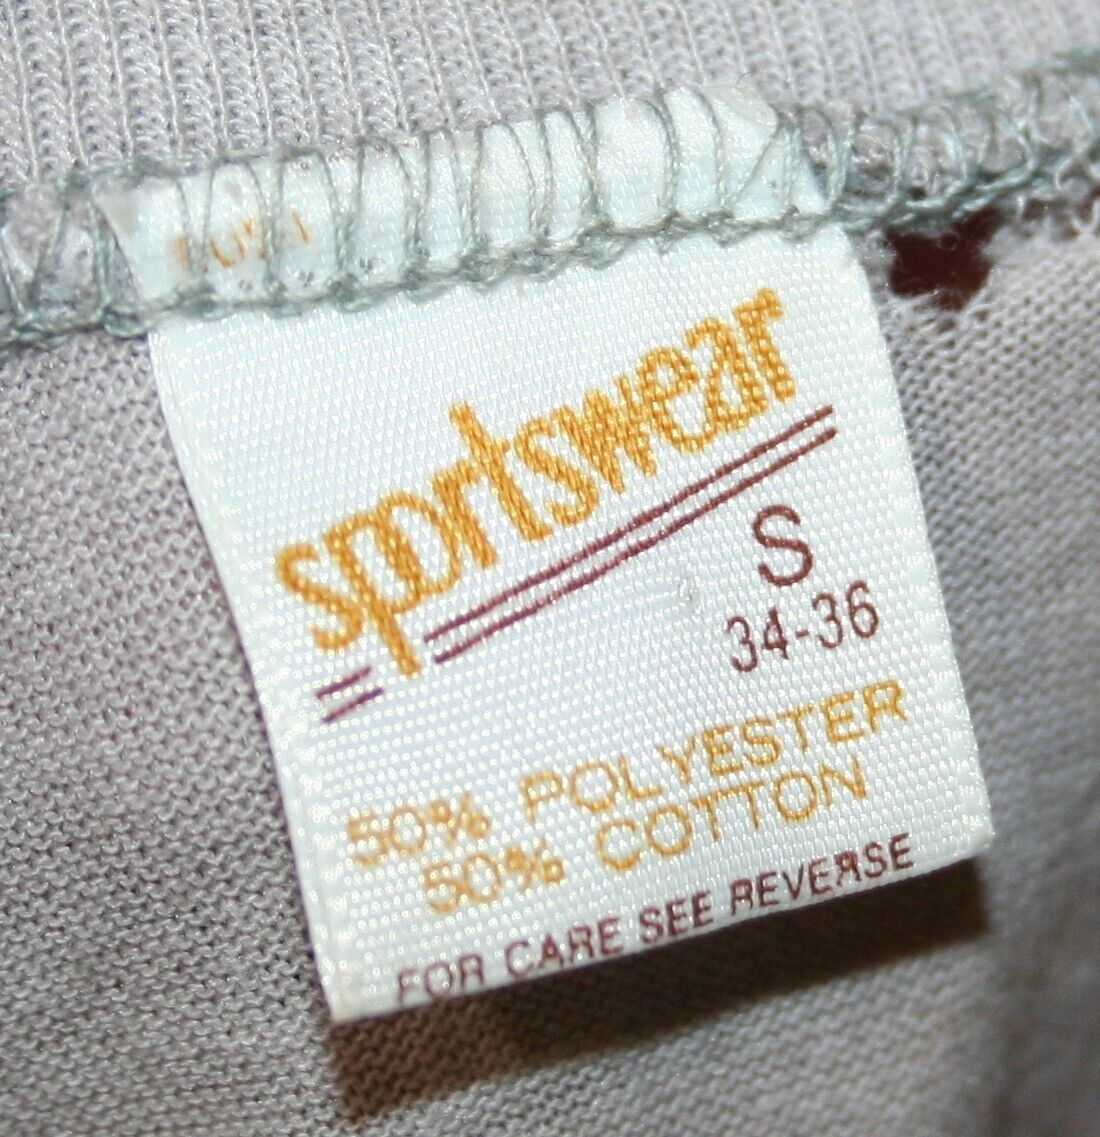 sportswear
S
34-36
50% POLYESTER
50% COTTON
FOR CARE SEE REVERSE